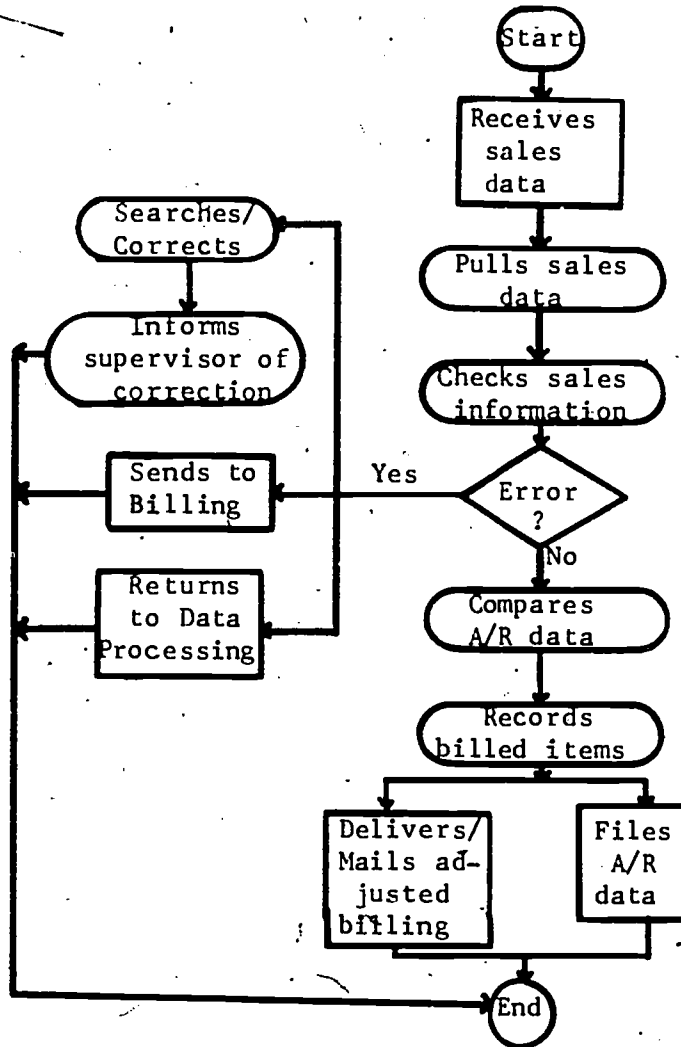 Start
Receives
sales
data
Pulls sales
data
Checks sales
information
Error
?
Yes
No
Searches/
Corrects
Informs
supervisor of
correction
Sends to
Billing
Returns
to Data
Processing
Compares
A/R data
Records
billed items
Delivers/
Mails ad-
justed
billing
Files
A/R
data
End